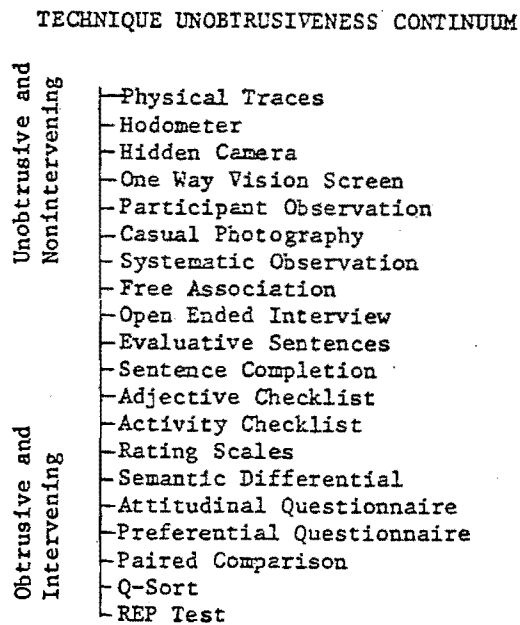 TECHNIQUE UNOBTRUSIVENESS CONTINUUM
Unobtrusive and
Nonintervening
Physical Traces
Hodometer
Hidden Camera
One Way Vision Screen
Participant Observation
Casual Photography
Systematic Observation
Free Association
Open Ended Interview
Evaluative Sentences
Sentence Completion
Adjective Checklist
Activity Checklist
Rating Scales
Semantic Differential
Attitudinal Questionnaire
Preferential Questionnaire
Paired Comparison
Q-Sort
REP Test
Obtrusive and
Intervening